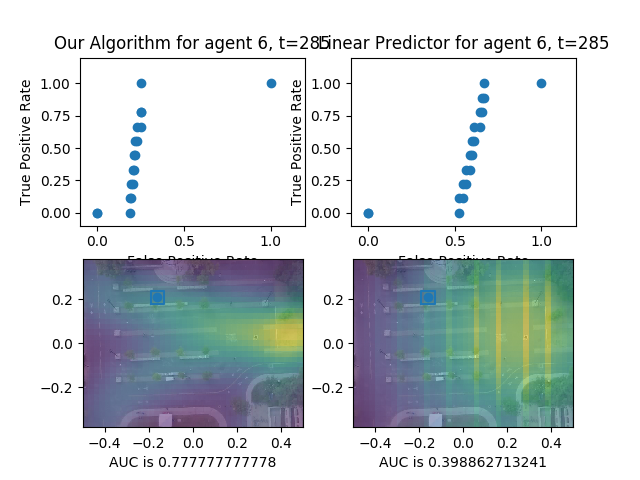 Our Algorithm for agent 6, t=285
Linear Predictor for agent 6, t=285
True Positive Rate
1.00
0.75
0.50
0.25
0.00
0.0 0.5 1.0
False Positive Rate
True Positive Rate
1.00
0.75
0.50
0.25
0.00
0.0 0.5 1.0
False Positive Rate
0.2
0.0
−0.2
−0.4 −0.2 0.0 0.2 0.4
AUC is 0.777777777778
0.2
0.0
−0.2
−0.4 −0.2 0.0 0.2 0.4
AUC is 0.398862713241